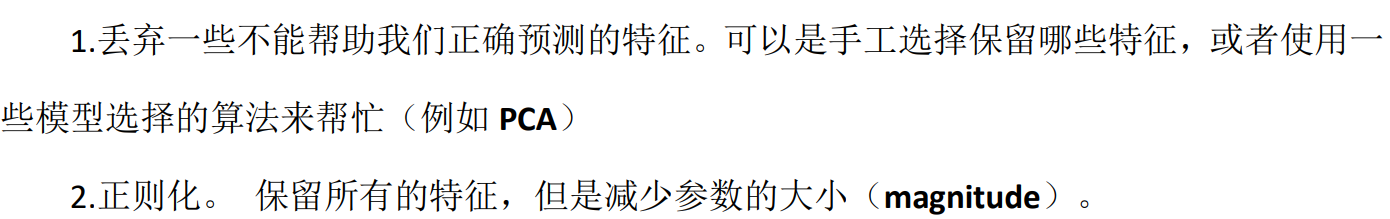 1.丢弃一些不能帮助我们正确预测的特征。可以是手工选择保留哪些特征，或者使用一
些模型选择的算法来帮忙（例如 PCA）
2.正则化。 保留所有的特征，但是减少参数的大小（magnitude）。